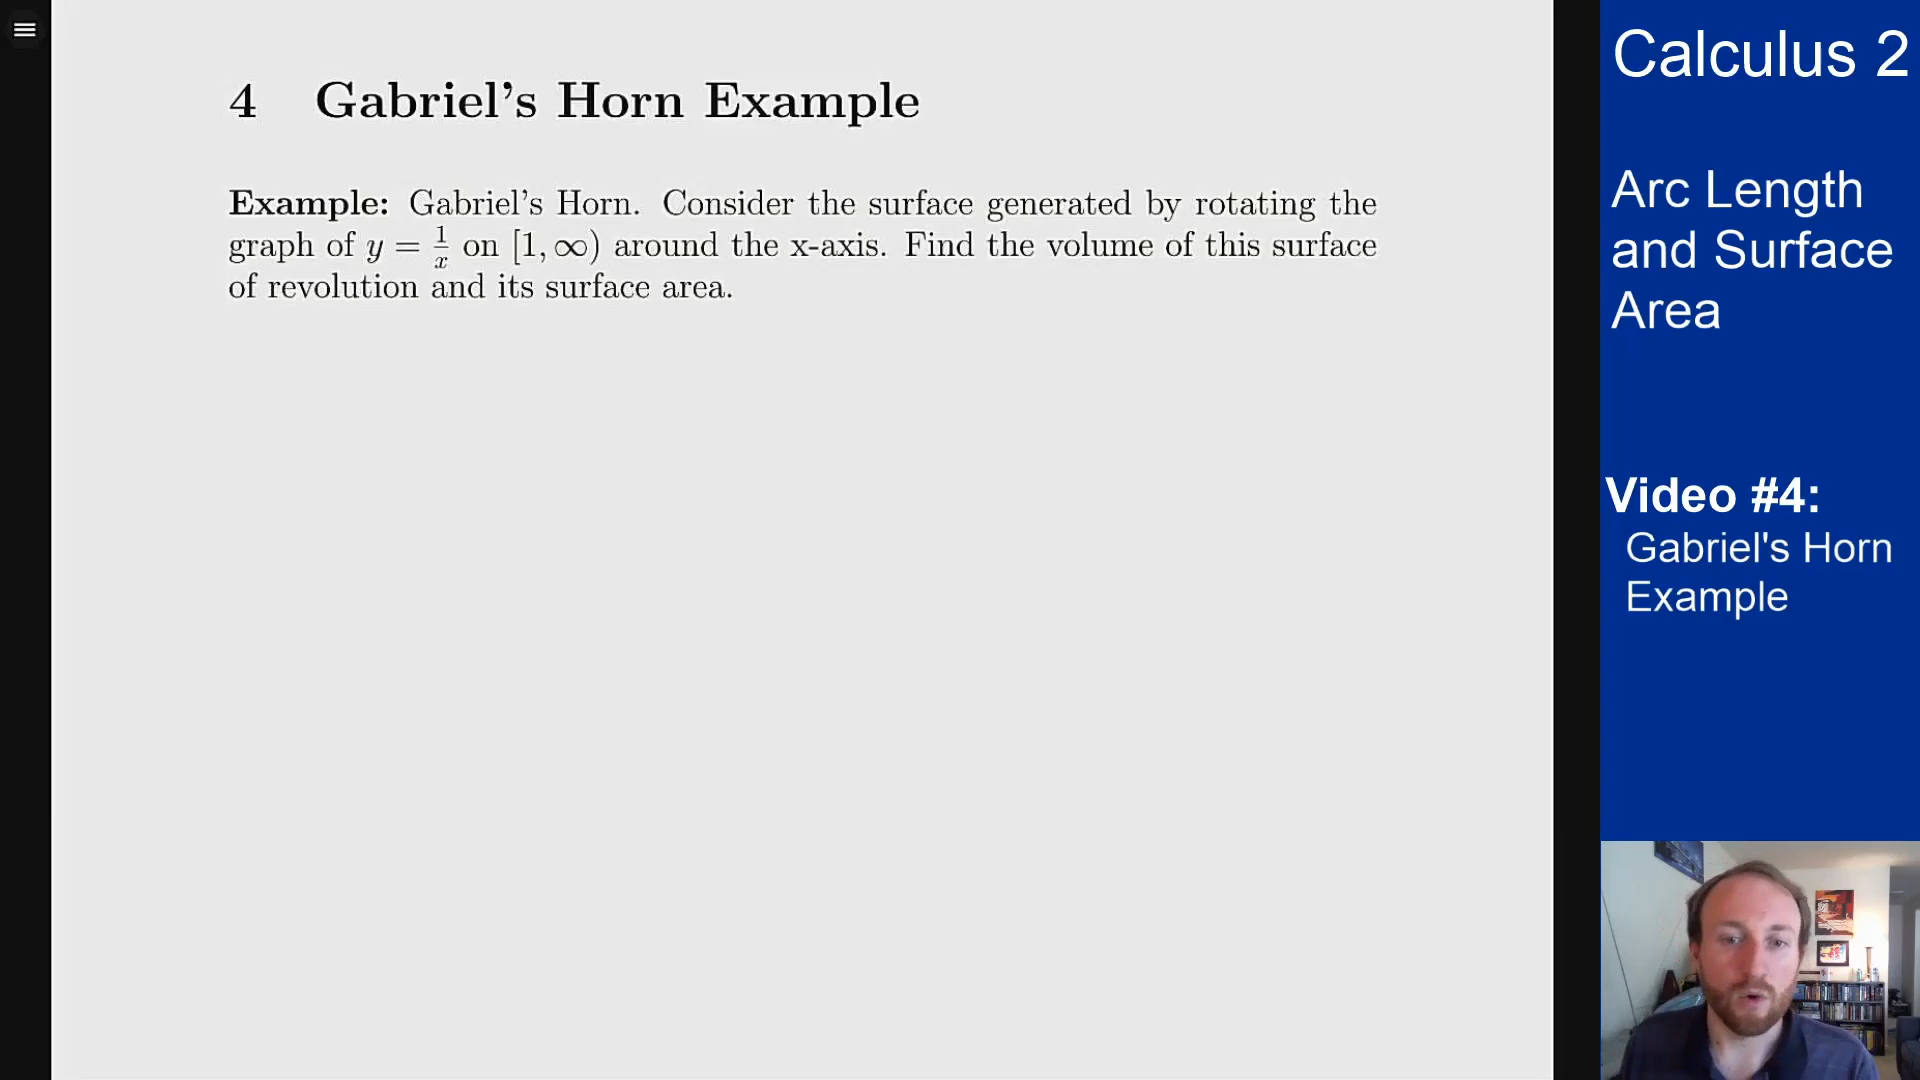 4 Gabriel's Horn Example
Example: Gabriel's Horn. Consider the surface generated by rotating the
graph of y = 1/x on [1, ∞) around the x-axis. Find the volume of this surface
of revolution and its surface area.
Calculus 2
Arc Length
and Surface
Area
Video #4:
Gabriel's Horn
Example